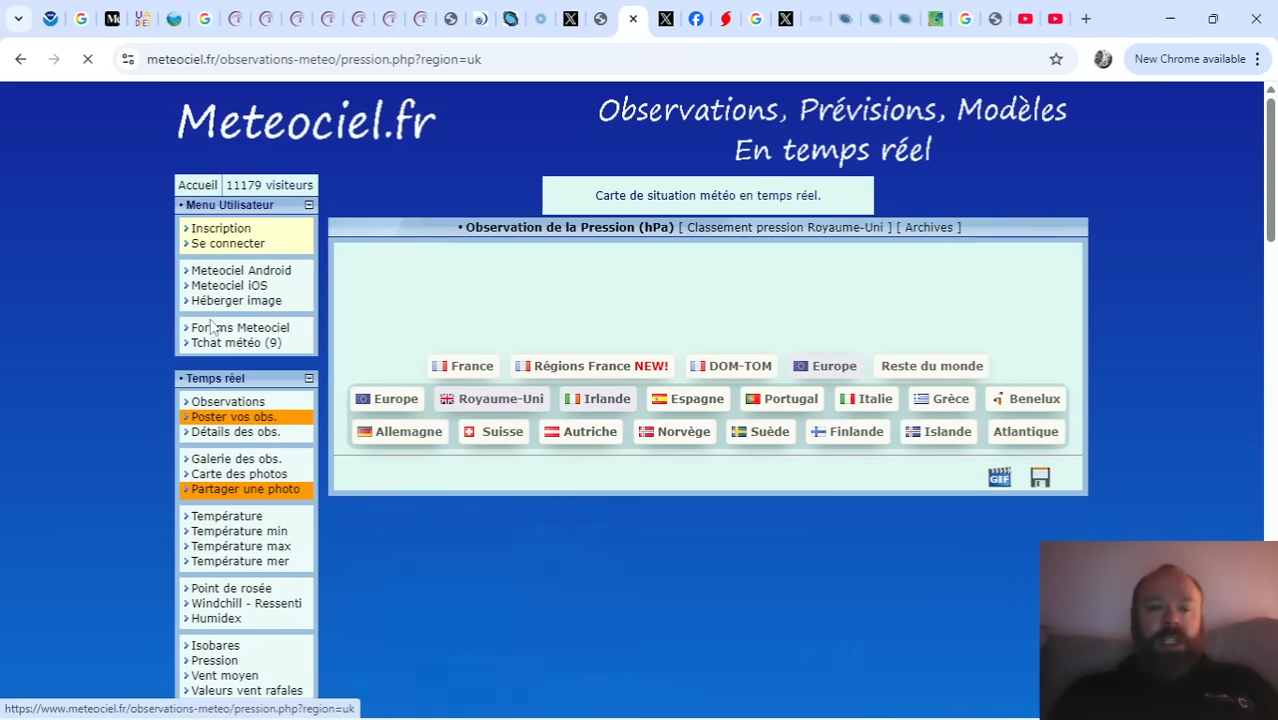 New Chrome available
meteociel.fr/observations-meteo/pression.php?region=uk
Meteociel.fr
Observations, Prévisions, Modèles
En temps réel
Accueil 11179 visiteurs
Carte de situation météo en temps réel.
• Menu Utilisateur
• Observation de la Pression (hPa) [ Classement pression Royaume-Uni ] [ Archives ]
Inscription
Se connecter
Meteociel Android
Meteociel iOS
Héberger image
Forums Meteociel
Tchat météo (9)
France Régions France NEW! DOM-TOM Europe Reste du monde
Europe Royaume-Uni Irlande Espagne Portugal Italie Grèce Benelux
Allemagne Suisse Autriche Norvège Suède Finlande Islande Atlantique
GIF
• Temps réel
Observations
Poster vos obs.
Détails des obs.
Galerie des obs.
Carte des photos
Partager une photo
Température
Température min
Température max
Température mer
Point de rosée
Windchill - Ressenti
Humidex
Isobares
Pression
Vent moyen
Valeurs vent rafales
https://www.meteociel.fr/observations-meteo/pression.php?region=uk